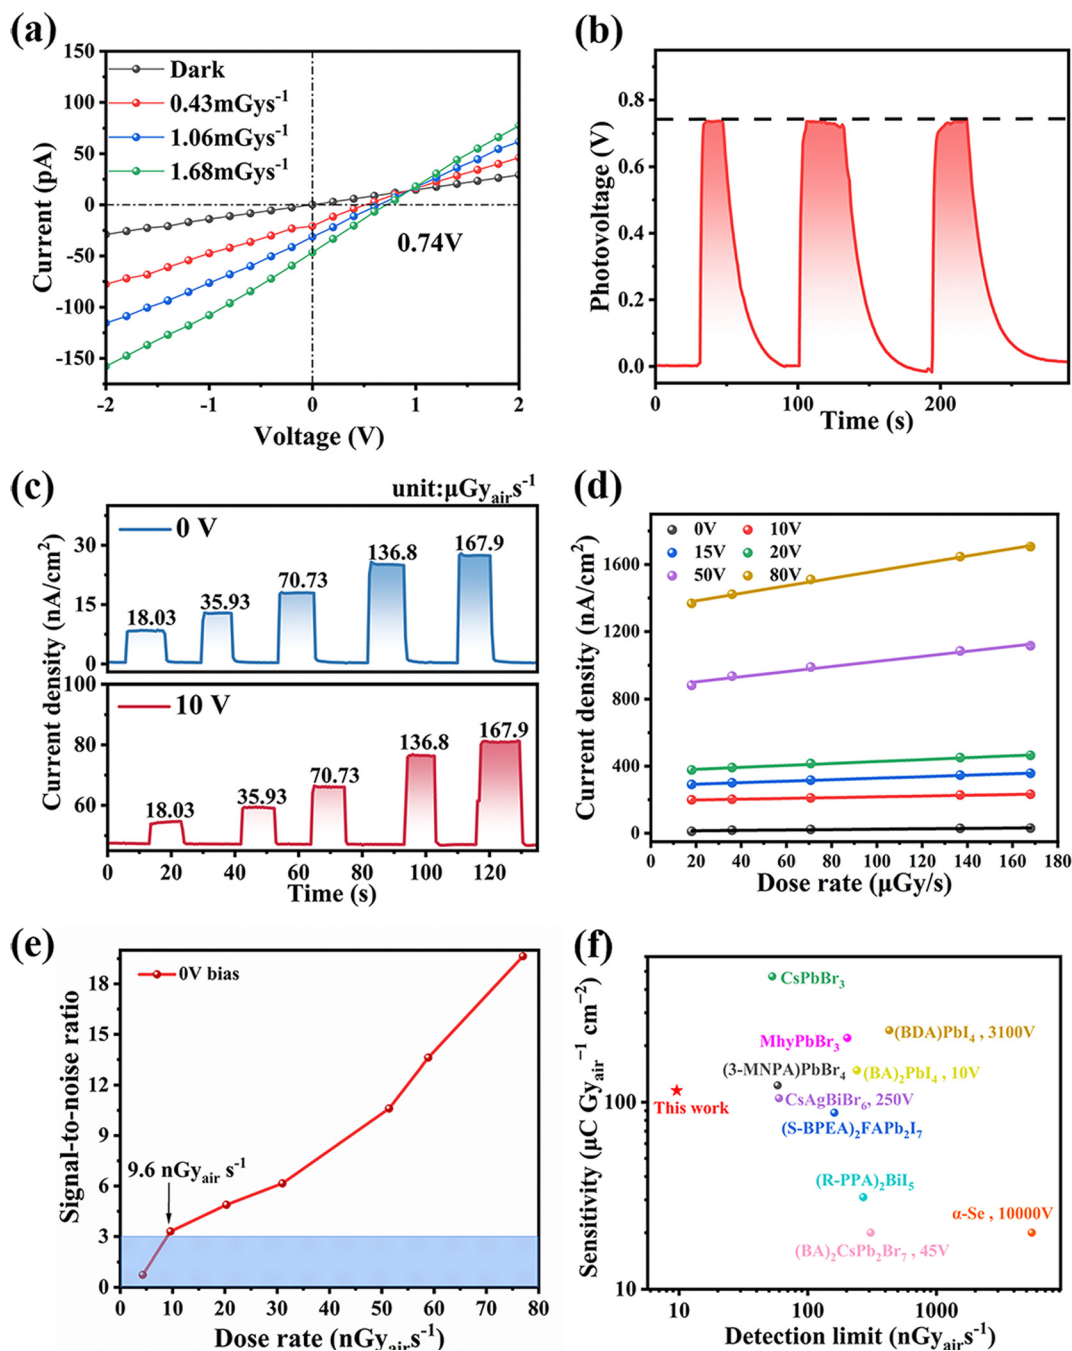 (a)
150
100
50
0
-50
-100
-150
Current (pA)
Dark
0.43mGys⁻¹
1.06mGys⁻¹
1.68mGys⁻¹
0.74V
-2
-1
0
1
2
Voltage (V)
(b)
0.8
0.6
0.4
0.2
0.0
Photovoltage (V)
0
100
200
Time (s)
(c)
unit:μGyₐᵢᵣs⁻¹
0 V
30
15
0
18.03
35.93
70.73
136.8
167.9
Current density (nA/cm²)
10 V
100
80
60
18.03
35.93
70.73
136.8
167.9
0
20
40
60
80
100
120
Time (s)
(d)
0V
10V
15V
20V
50V
80V
1600
1200
800
400
0
Current density (nA/cm²)
0
20
40
60
80
100
120
140
160
180
Dose rate (μGy/s)
(e)
0V bias
18
15
12
9
6
3
0
Signal-to-noise ratio
9.6 nGyₐᵢᵣ s⁻¹
0
10
20
30
40
50
60
70
80
Dose rate (nGyₐᵢᵣs⁻¹)
(f)
100
10
Sensitivity (μC Gyₐᵢᵣ⁻¹ cm⁻²)
CsPbBr₃
MhyPbBr₃
(BDA)PbI₄ , 3100V
(3-MNPA)PbBr₄
(BA)₂PbI₄ , 10V
This work
CsAgBiBr₆, 250V
(S-BPEA)₂FAPb₂I₇
(R-PPA)₂BiI₅
α-Se , 10000V
(BA)₂CsPb₂Br₇ , 45V
10
100
1000
Detection limit (nGyₐᵢᵣs⁻¹)